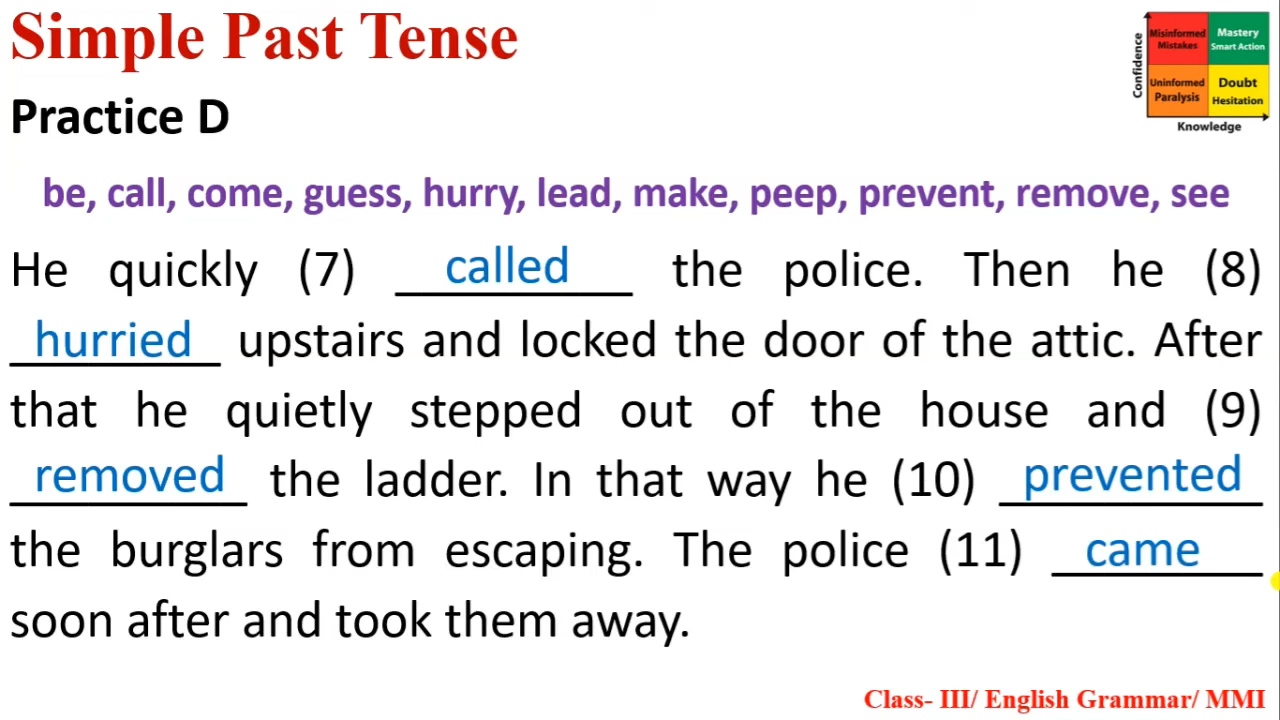 Simple Past Tense
Practice D
be, call, come, guess, hurry, lead, make, peep, prevent, remove, see
He quickly (7) called the police. Then he (8)
hurried upstairs and locked the door of the attic. After
that he quietly stepped out of the house and (9)
removed the ladder. In that way he (10) prevented
the burglars from escaping. The police (11) came
soon after and took them away.
Confidence
Misinformed
Mistakes
Mastery
Smart Action
Uninformed
Paralysis
Doubt
Hesitation
Knowledge
Class- III/ English Grammar/ MMI